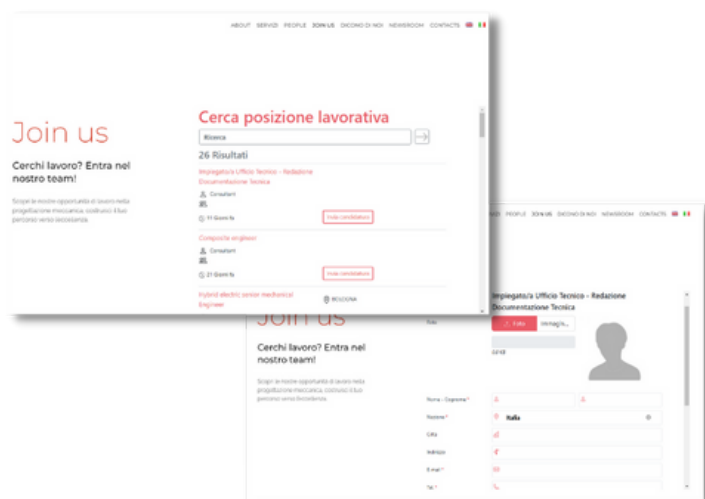 ABOUT SERVIZI PEOPLE JOIN US DICONO DI NOI NEWSROOM CONTACTS
Join us
Cerchi lavoro? Entra nel
nostro team!
Scopri le nostre opportunità di lavoro nella
progettazione meccanica, costruisci il tuo
percorso verso l'eccellenza.
Cerca posizione lavorativa
Ricerca
26 Risultati
Impiegato/a Ufficio Tecnico - Redazione
Documentazione Tecnica
Consultant
11 Giorni fa
Invia candidatura
Composite engineer
Consultant
21 Giorni fa
Invia candidatura
Hybrid-electric senior mechanical
Engineer
BOLOGNA
PEOPLE JOIN US DICONO DI NOI NEWSROOM CONTACTS
Join us
Cerchi lavoro? Entra nel
nostro team!
Scopri le nostre opportunità di lavoro nella
progettazione meccanica, costruisci il tuo
percorso verso l'eccellenza.
Impiegato/a Ufficio Tecnico - Redazione
Documentazione Tecnica
Foto
Foto
Immagin...
Nome / Cognome *
Nazione *
Italia
Città
Indirizzo
E-mail *
Tel. *